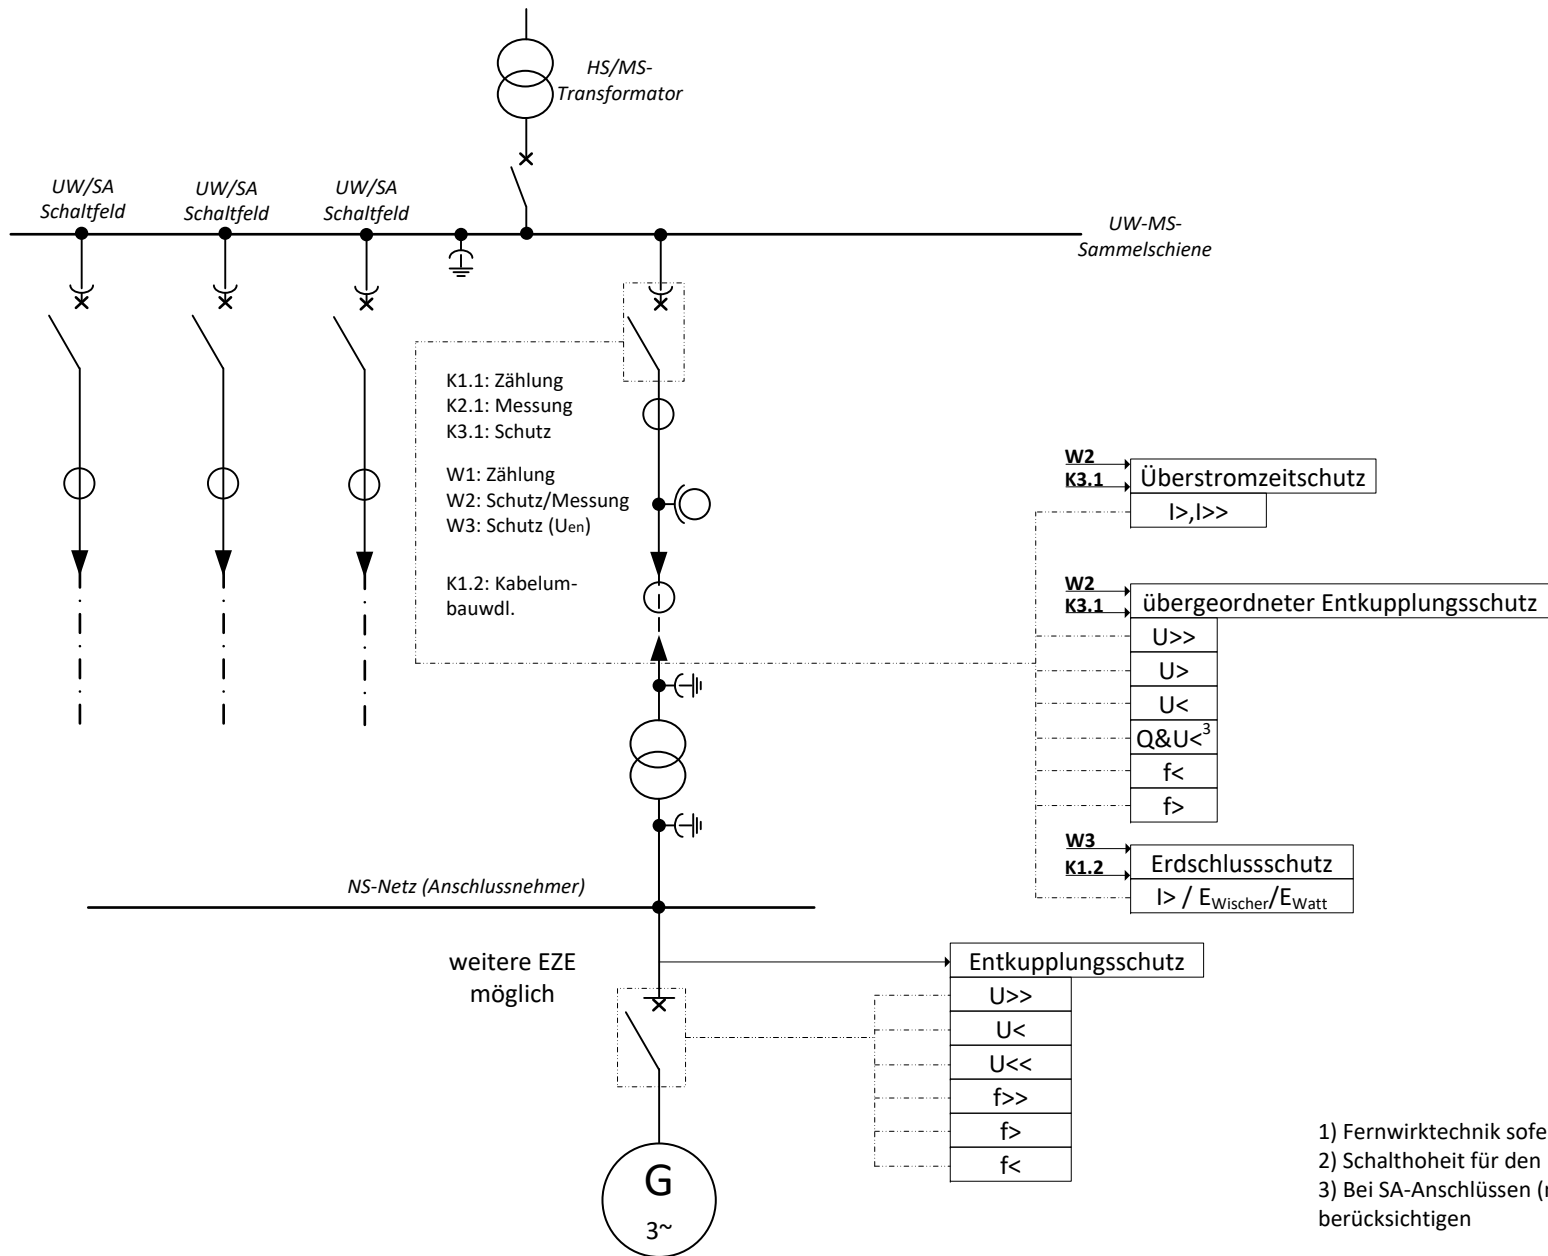 HS/MS-
Transformator
UW/SA
Schaltfeld
UW/SA
Schaltfeld
UW/SA
Schaltfeld
UW-MS-
Sammelschiene
K1.1: Zählung
K2.1: Messung
K3.1: Schutz
W1: Zählung
W2: Schutz/Messung
W3: Schutz (Uen)
K1.2: Kabelum-
bauwdl.
W2
K3.1
Überstromzeitschutz
I>,I>>
W2
K3.1
übergeordneter Entkupplungsschutz
U>>
U>
U<
Q&U<³
f<
f>
W3
K1.2
Erdschlussschutz
I> / EWischer/EWatt
NS-Netz (Anschlussnehmer)
weitere EZE
möglich
Entkupplungsschutz
U>>
U<
U<<
f>>
f>
f<
G
3~
1) Fernwirktechnik
2) Schalthoheit für den
3) Bei SA-Anschlüssen
berücksichtigen